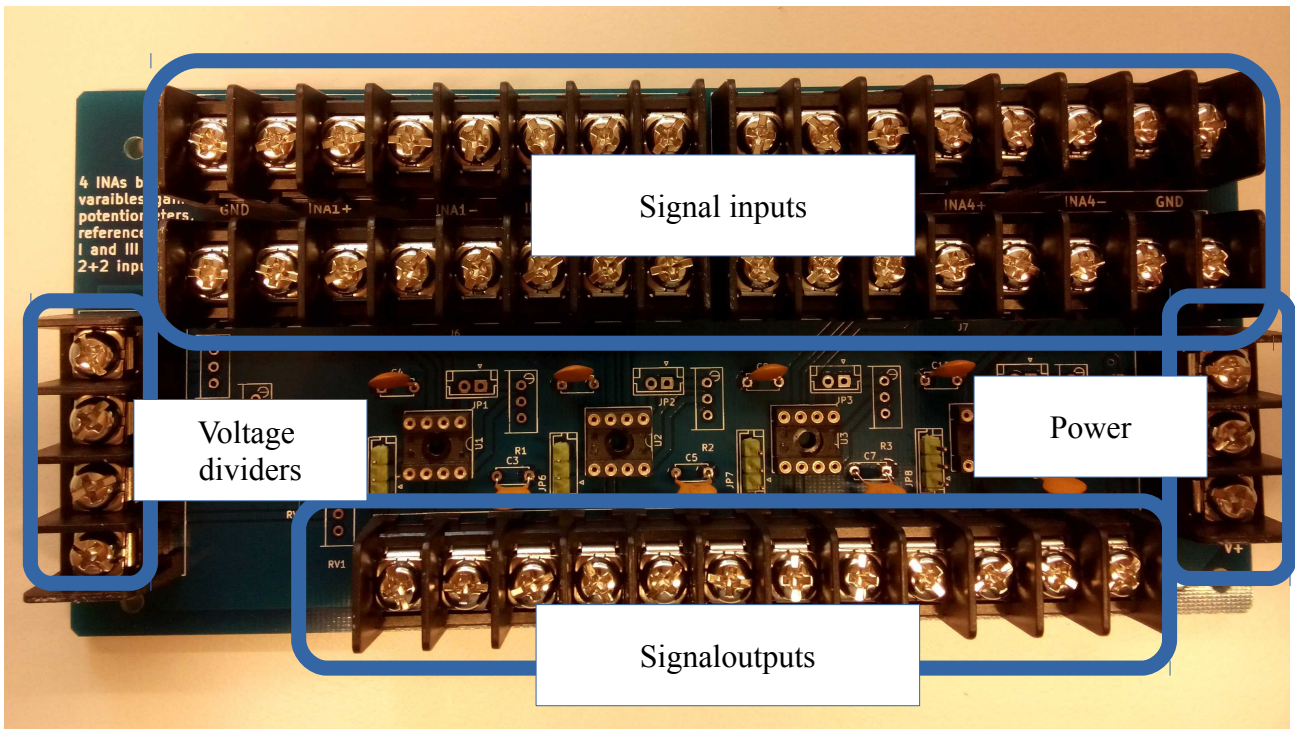 4 INAs b
varaibles gain
potentiometers,
reference
I and III
2+2 inpu
GND INA1+ INA1- INA4+ INA4- GND
Signal inputs
J6 J7
JP1 JP2 JP3
U1 U2 U3
Voltage
dividers
Power
R1 R2 R3
C3 C5 C7
JP6 JP7 JP8
RV1
V+
Signaloutputs